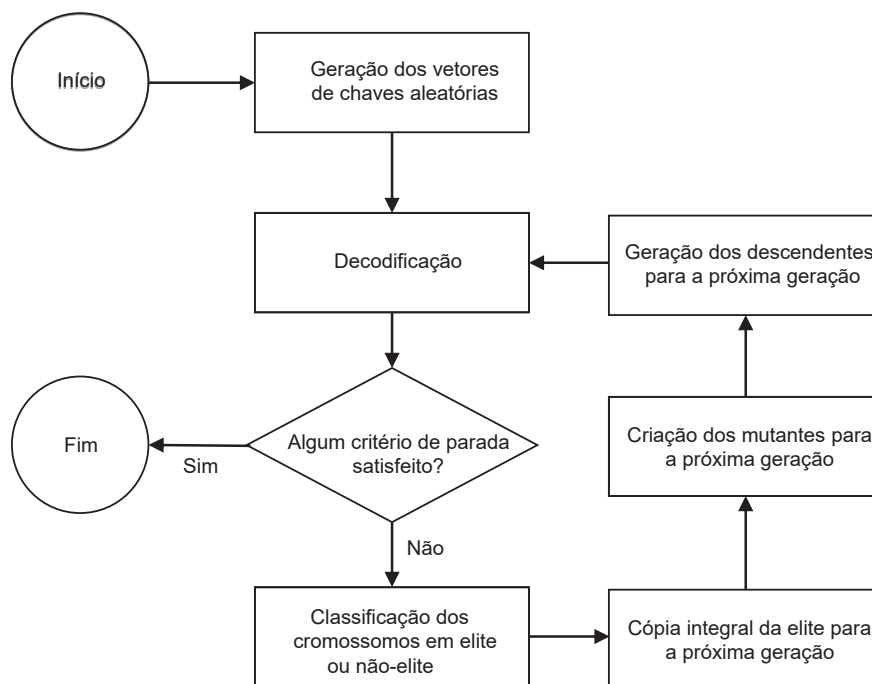 Início
Geração dos vetores
de chaves aleatórias
Decodificação
Geração dos descendentes
para a próxima geração
Algum critério de parada
satisfeito?
Fim
Sim
Não
Criação dos mutantes para
a próxima geração
Classificação dos
cromossomos em elite
ou não-elite
Cópia integral da elite para
a próxima geração